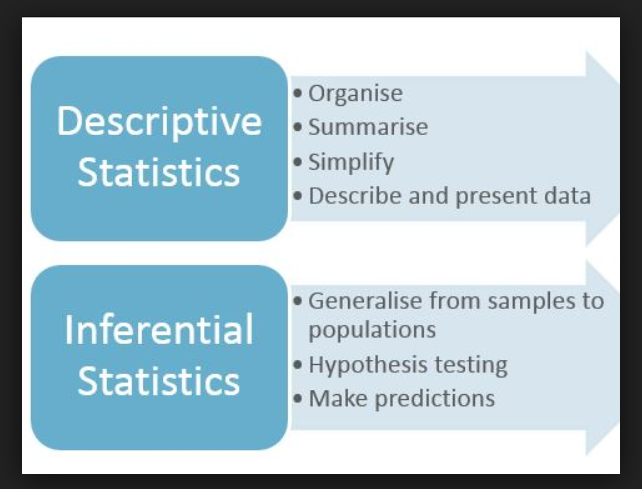 Descriptive
Statistics
• Organise
• Summarise
• Simplify
• Describe and present data
Inferential
Statistics
• Generalise from samples to
populations
• Hypothesis testing
• Make predictions